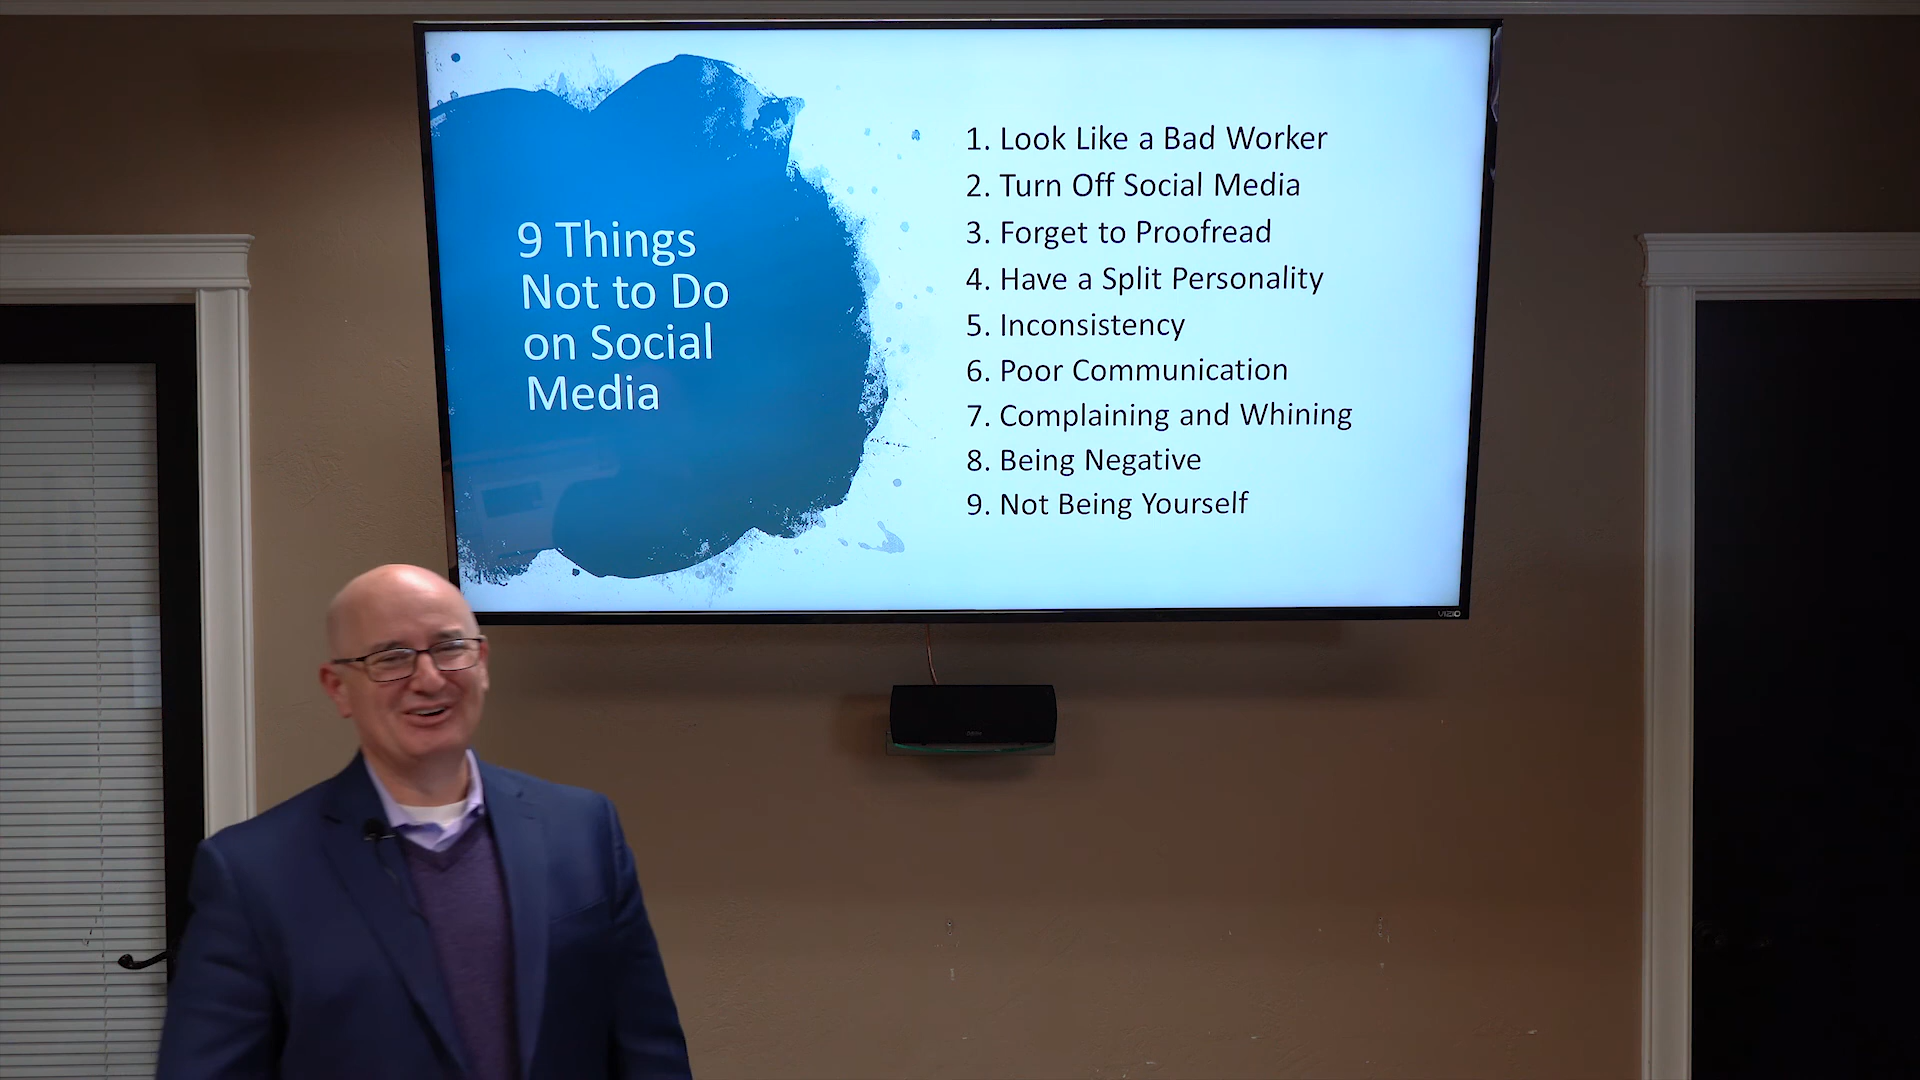 9 Things
Not to Do
on Social
Media
1. Look Like a Bad Worker
2. Turn Off Social Media
3. Forget to Proofread
4. Have a Split Personality
5. Inconsistency
6. Poor Communication
7. Complaining and Whining
8. Being Negative
9. Not Being Yourself
VIZIO